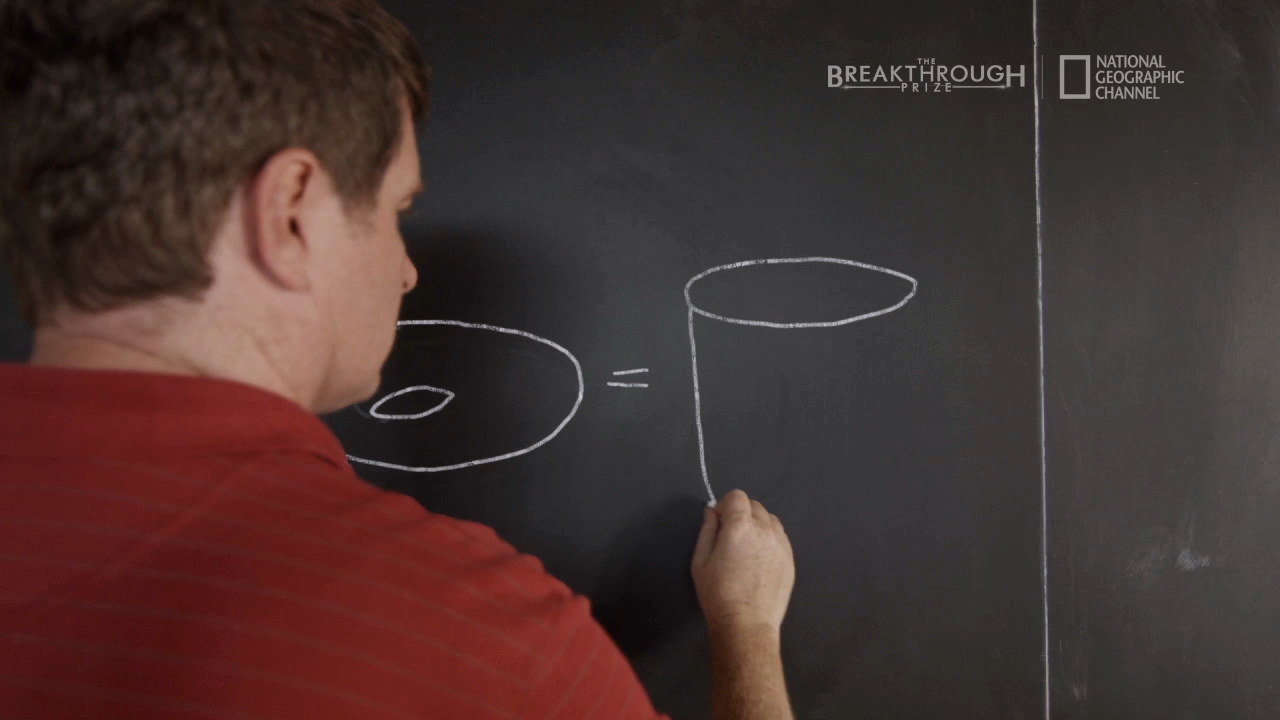 THE
BREAKTHROUGH
PRIZE
NATIONAL
GEOGRAPHIC
CHANNEL
=